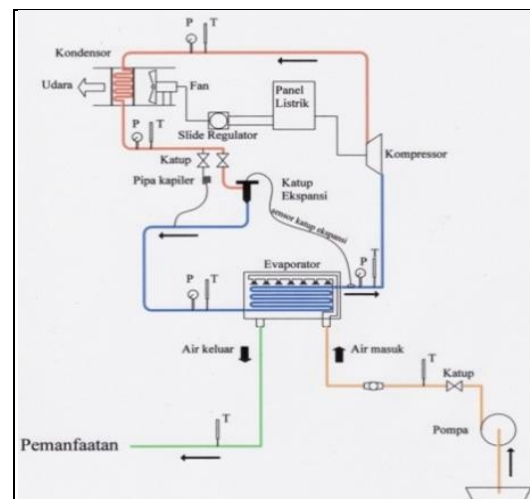 P T
Kondensor
Udara
Fan
Panel
Listrik
Slide Regulator
Kompressor
P T
Katup
Pipa kapiler
Katup
Ekspansi
sensor katup ekspansi
Evaporator
P T
P T
Air keluar
Air masuk
T
Katup
T
Pemanfaatan
Pompa